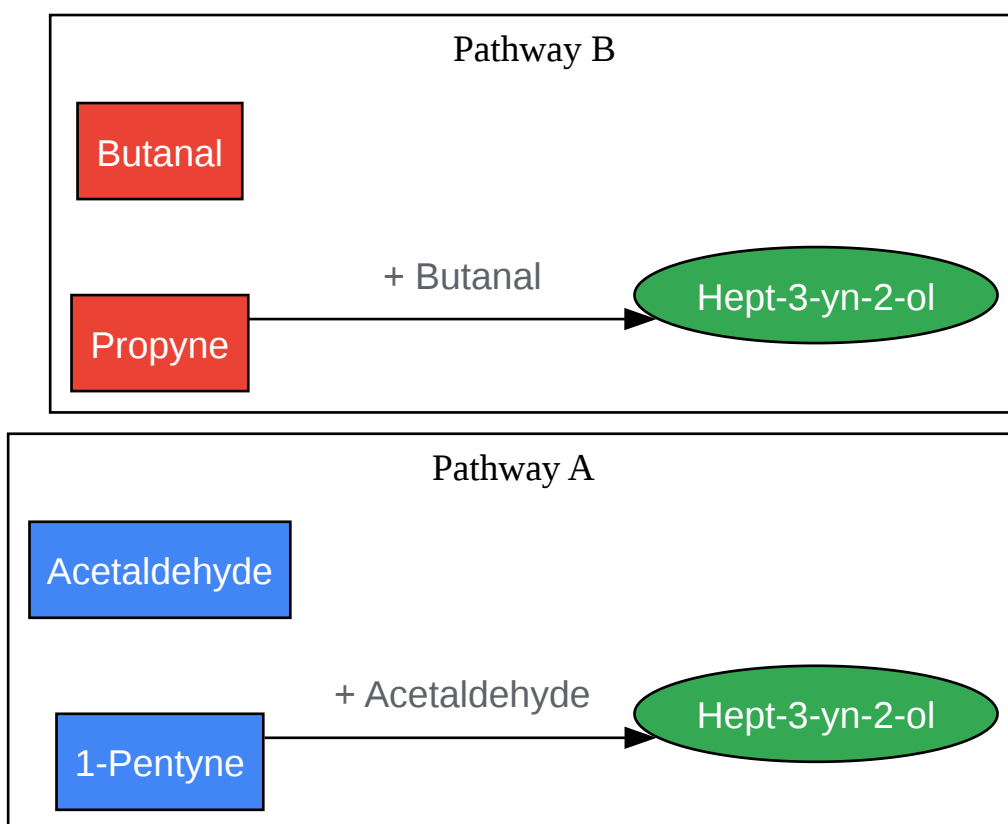 Pathway B
Butanal
+ Butanal
Hept-3-yn-2-ol
Propyne
Pathway A
Acetaldehyde
+ Acetaldehyde
Hept-3-yn-2-ol
1-Pentyne